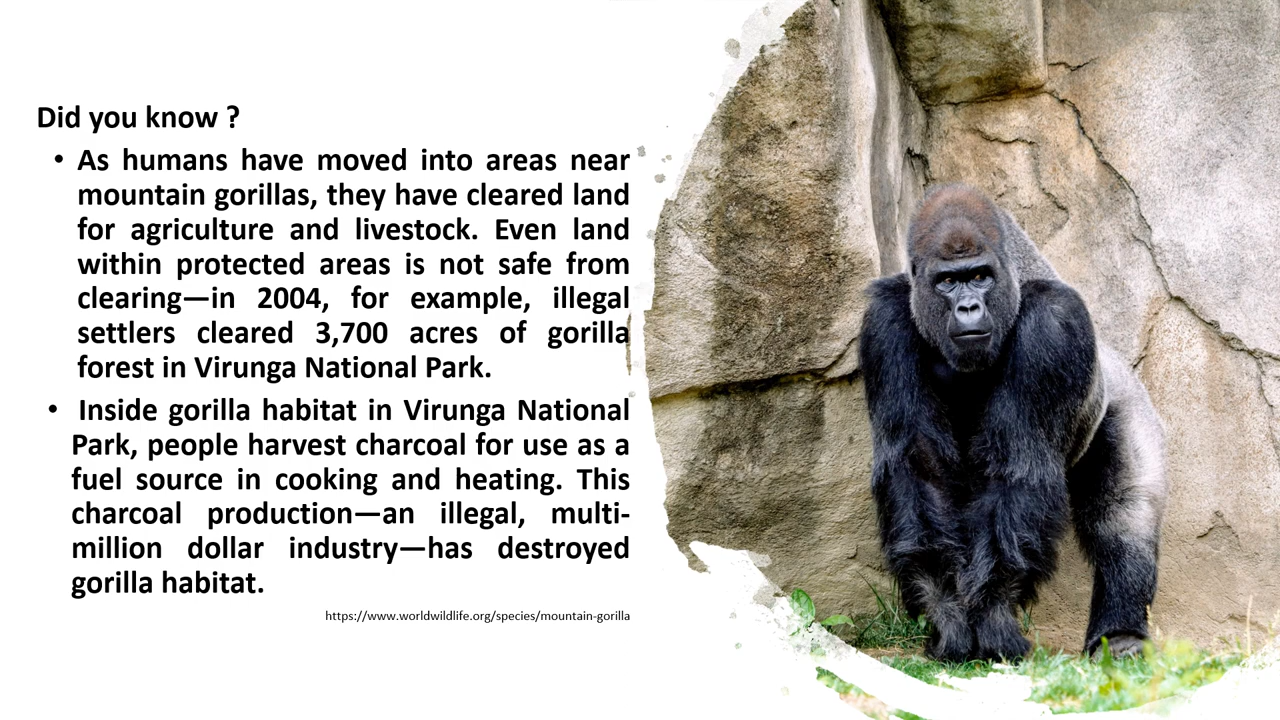 Did you know ?
• As humans have moved into areas near
mountain gorillas, they have cleared land
for agriculture and livestock. Even land
within protected areas is not safe from
clearing—in 2004, for example, illegal
settlers cleared 3,700 acres of gorilla
forest in Virunga National Park.
• Inside gorilla habitat in Virunga National
Park, people harvest charcoal for use as a
fuel source in cooking and heating. This
charcoal production—an illegal, multi-
million dollar industry—has destroyed
gorilla habitat.
https://www.worldwildlife.org/species/mountain-gorilla